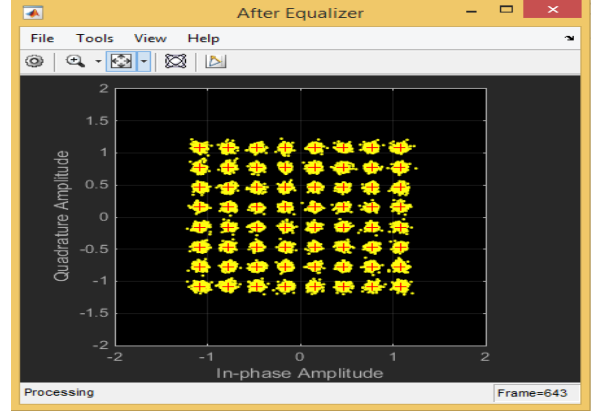 After Equalizer
File Tools View Help
2
1.5
1
0.5
0
-0.5
-1
-1.5
-2
Quadrature Amplitude
-2 -1 0 1 2
In-phase Amplitude
Processing Frame=643